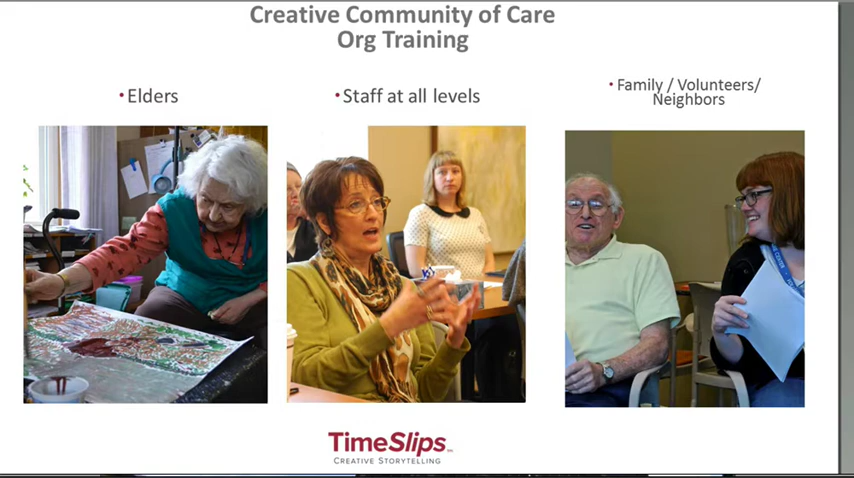 Creative Community of Care
Org Training
• Elders
• Staff at all levels
• Family / Volunteers/
Neighbors
TimeSlips
Creative Storytelling